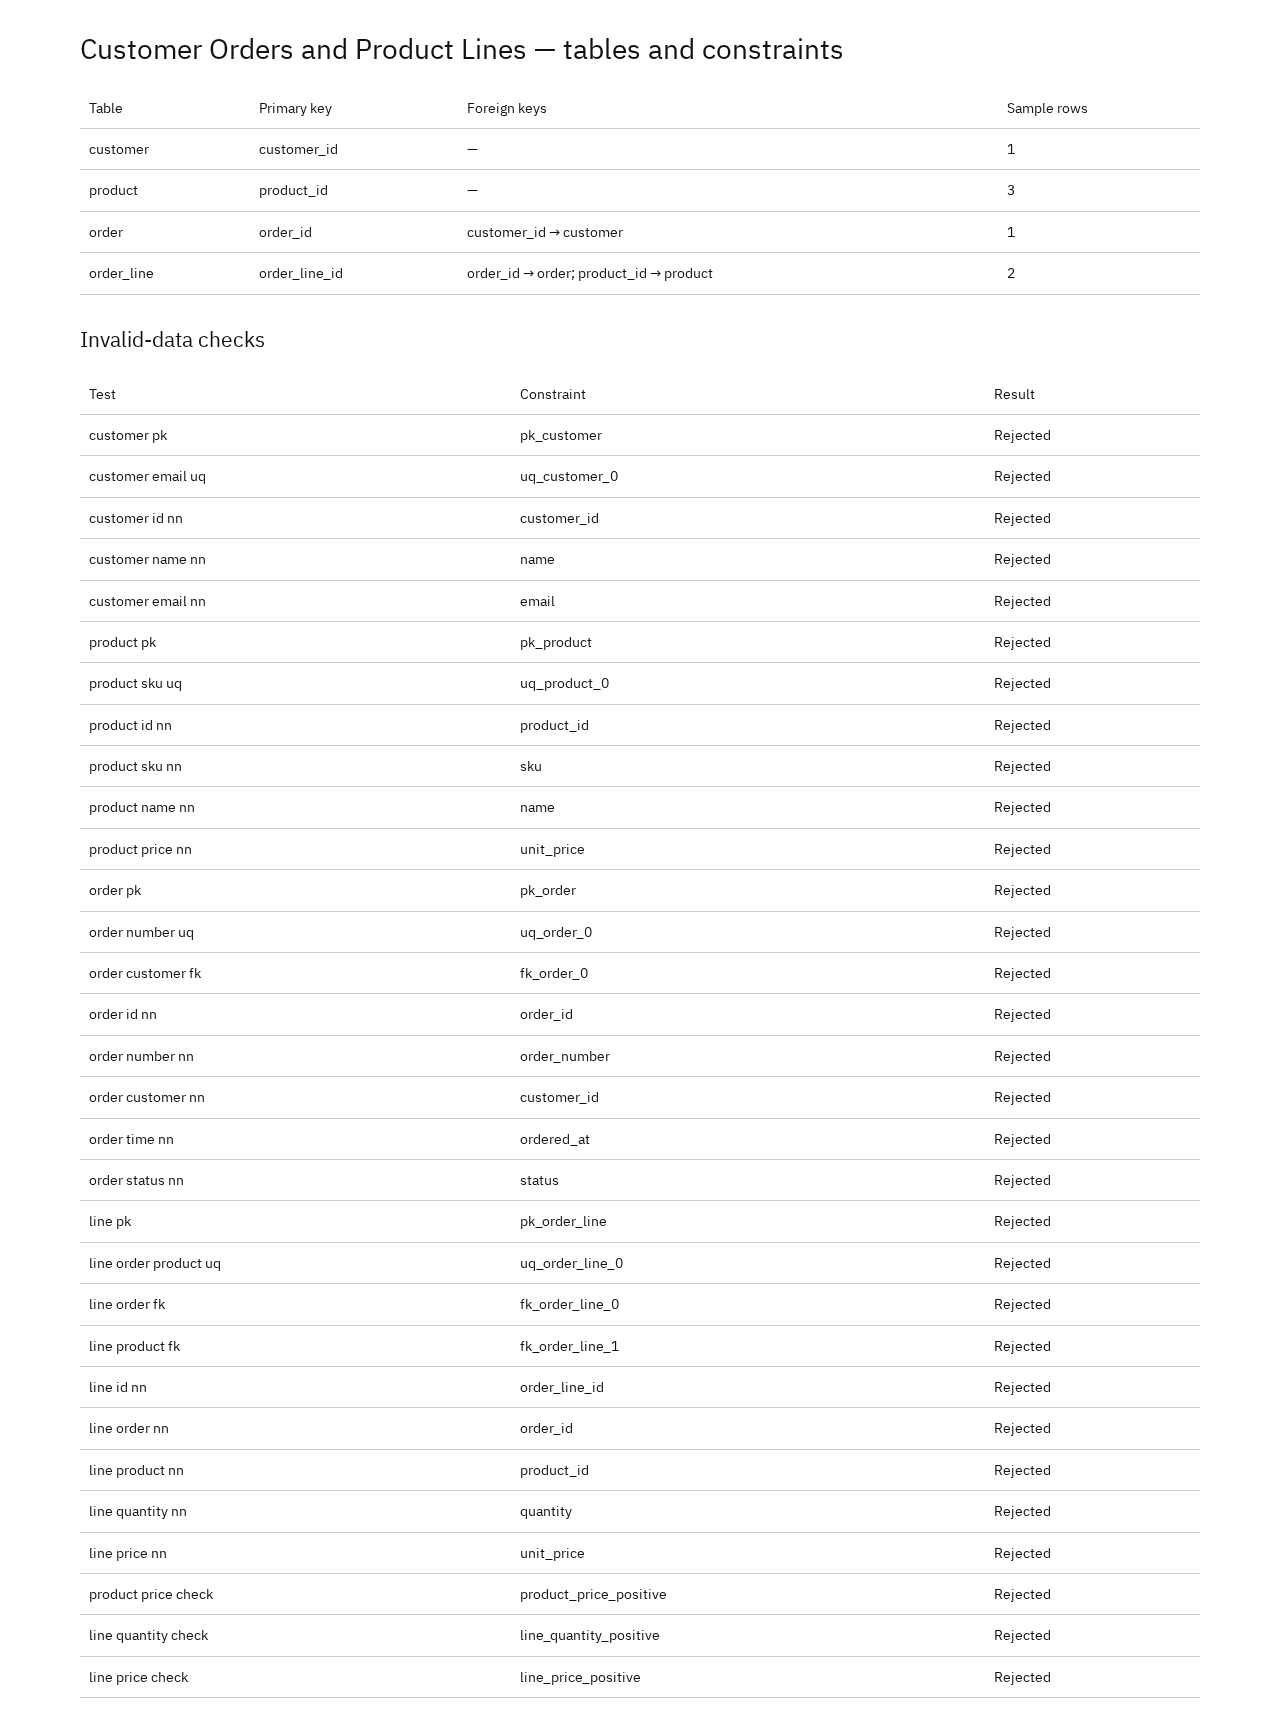 Customer Orders and Product Lines — tables and constraints
Table Primary key Foreign keys Sample rows
customer customer_id — 1
product product_id — 3
order order_id customer_id → customer 1
order_line order_line_id order_id → order; product_id → product 2
Invalid-data checks
Test Constraint Result
customer pk pk_customer Rejected
customer email uq uq_customer_0 Rejected
customer id nn customer_id Rejected
customer name nn name Rejected
customer email nn email Rejected
product pk pk_product Rejected
product sku uq uq_product_0 Rejected
product id nn product_id Rejected
product sku nn sku Rejected
product name nn name Rejected
product price nn unit_price Rejected
order pk pk_order Rejected
order number uq uq_order_0 Rejected
order customer fk fk_order_0 Rejected
order id nn order_id Rejected
order number nn order_number Rejected
order customer nn customer_id Rejected
order time nn ordered_at Rejected
order status nn status Rejected
line pk pk_order_line Rejected
line order product uq uq_order_line_0 Rejected
line order fk fk_order_line_0 Rejected
line product fk fk_order_line_1 Rejected
line id nn order_line_id Rejected
line order nn order_id Rejected
line product nn product_id Rejected
line quantity nn quantity Rejected
line price nn unit_price Rejected
product price check product_price_positive Rejected
line quantity check line_quantity_positive Rejected
line price check line_price_positive Rejected